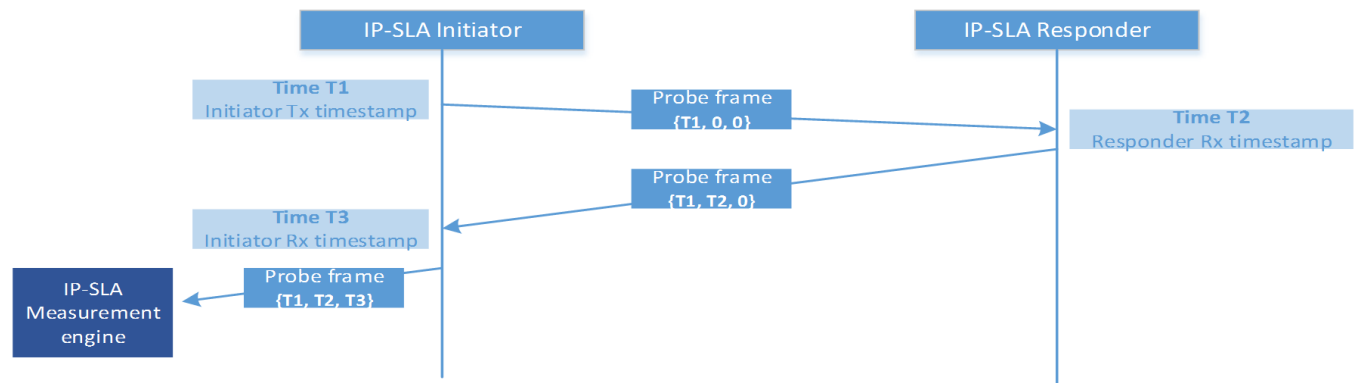 IP-SLA Initiator
IP-SLA Responder
Time T1
Initiator Tx timestamp
Probe frame
{T1, 0, 0}
Time T2
Responder Rx timestamp
Probe frame
{T1, T2, 0}
Time T3
Initiator Rx timestamp
Probe frame
{T1, T2, T3}
IP-SLA
Measurement
engine